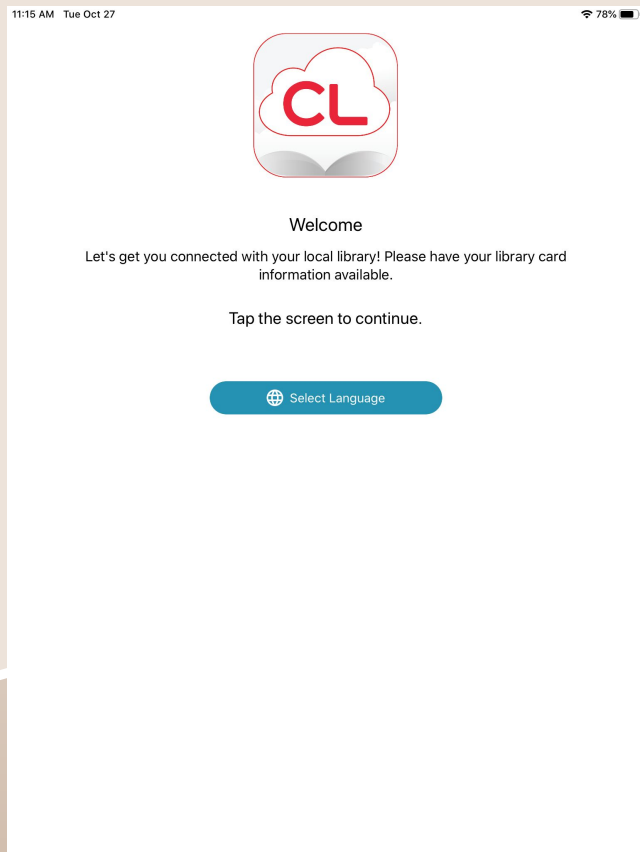 11:15 AM Tue Oct 27
78%
CL
Welcome
Let's get you connected with your local library! Please have your library card
information available.
Tap the screen to continue.
Select Language